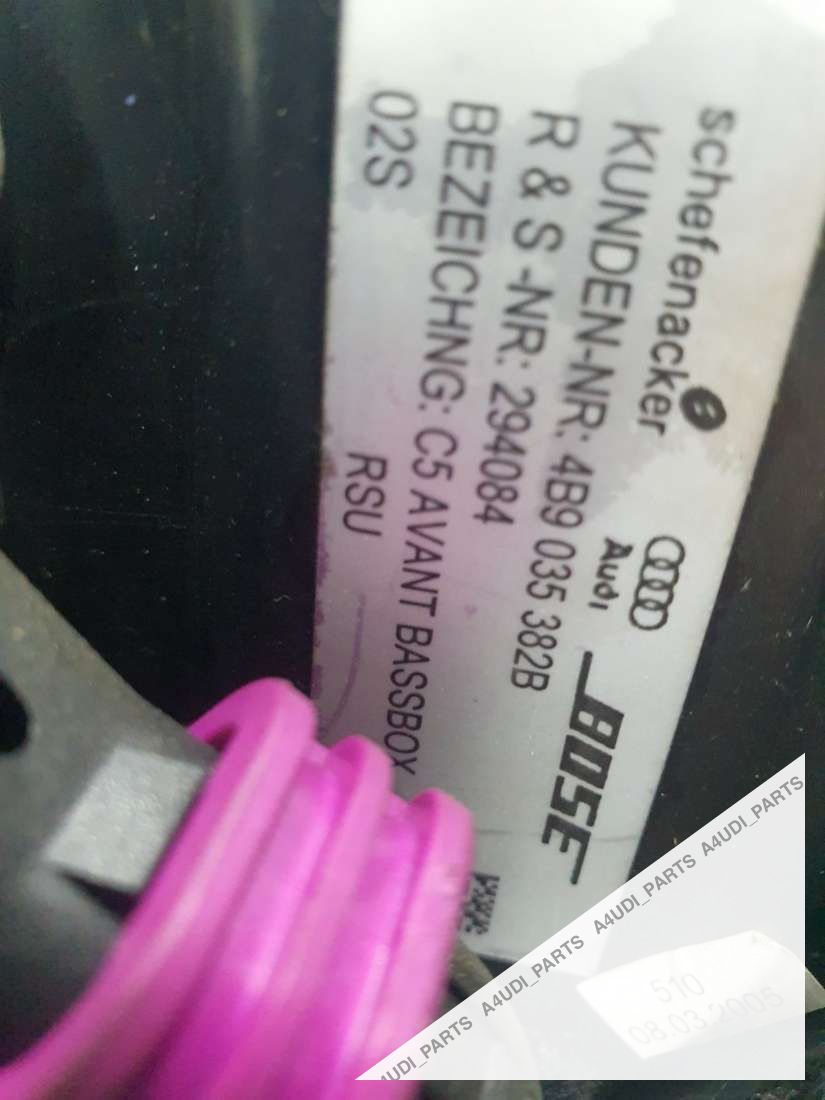 schefenacker
Audi BOSE
KUNDEN-NR: 4B9 035 382B
R & S -NR: 294084
BEZEICHNG: C5 AVANT BASSBOX
02S RSU
510
08.03.2005
A4UDI_PARTS A4UDI_PARTS A4UDI_PARTS A4UDI_PARTS